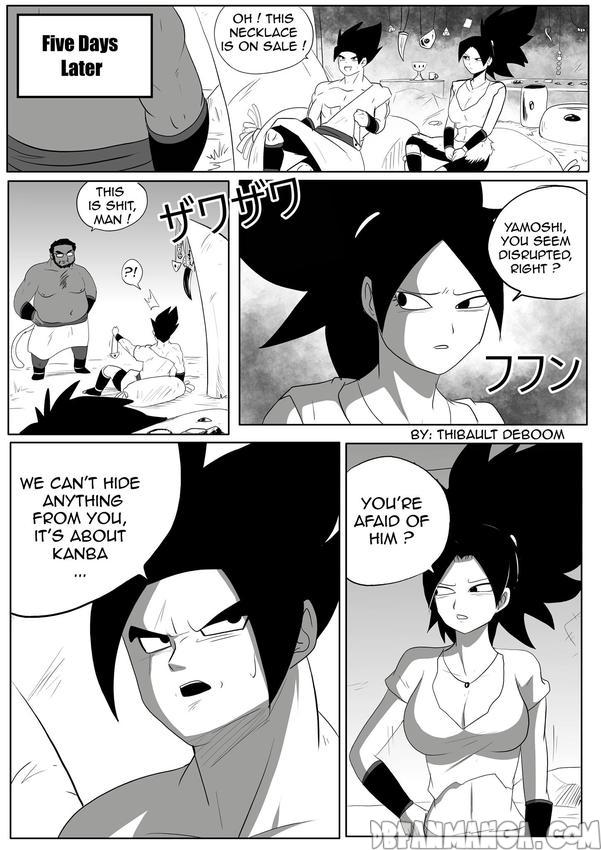 Five Days
Later
OH ! THIS
NECKLACE
IS ON SALE !
THIS
IS SHIT,
MAN !
?!
ザワザワ
YAMOSHI,
YOU SEEM
DISRUPTED,
RIGHT ?
フフン
BY: THIBAULT DEBOOM
WE CAN'T HIDE
ANYTHING
FROM YOU,
IT'S ABOUT
KANBA
...
YOU'RE
AFAID OF
HIM ?
DBFANMANGA.COM